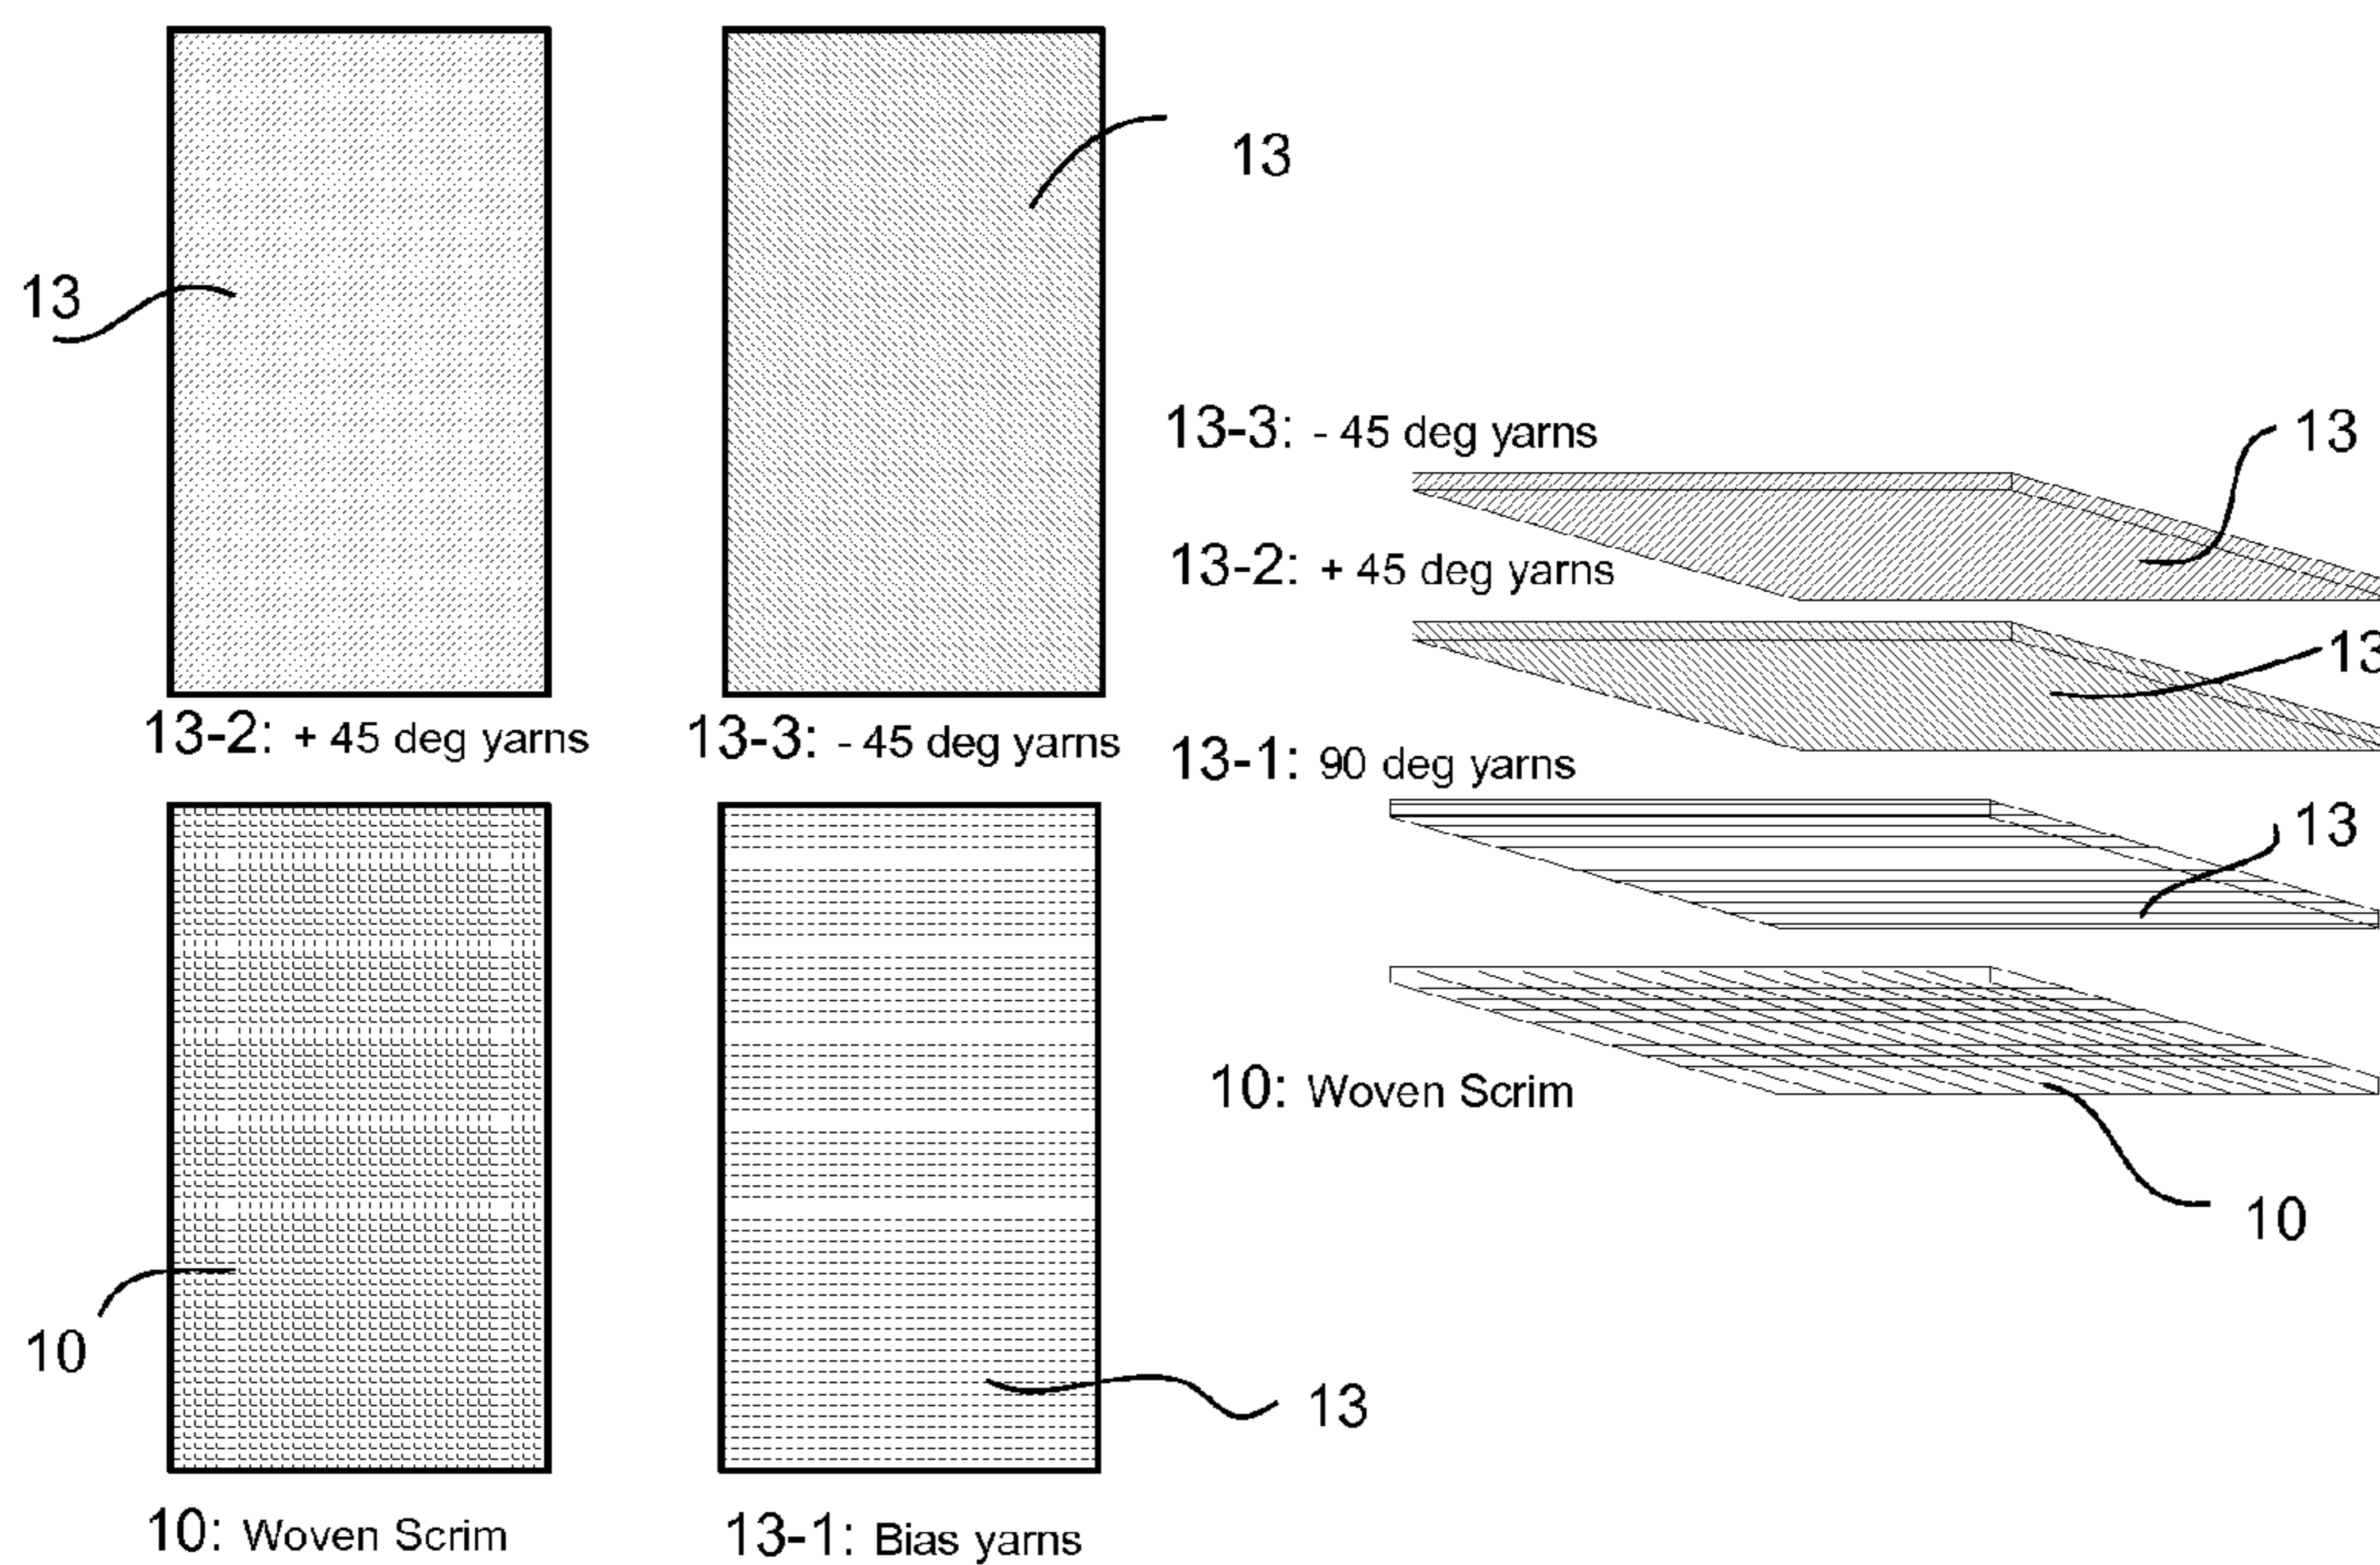 13
13
13-2: + 45 deg yarns
13-3: - 45 deg yarns
10
13
10: Woven Scrim
13-1: Bias yarns
13-3: - 45 deg yarns
13
13-2: + 45 deg yarns
13
13-1: 90 deg yarns
13
10: Woven Scrim
10